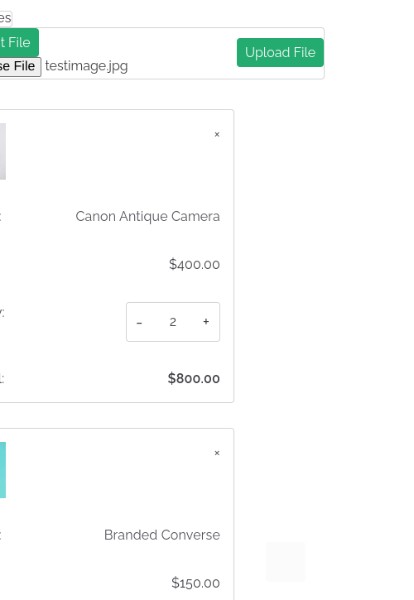 es
t File
Upload File
se File testimage.jpg
×
: Canon Antique Camera
$400.00
y: - 2 +
l: $800.00
×
: Branded Converse
$150.00